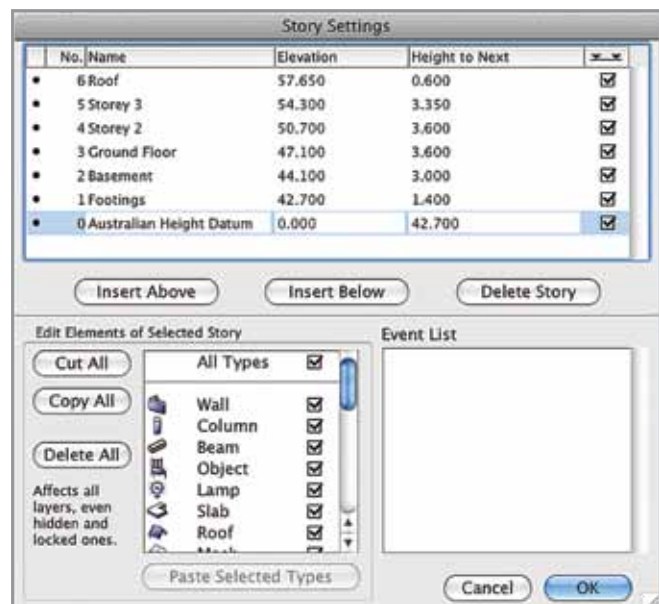 Story Settings
No. Name Elevation Height to Next
6 Roof 57.650 0.600
5 Storey 3 54.300 3.350
4 Storey 2 50.700 3.600
3 Ground Floor 47.100 3.600
2 Basement 44.100 3.000
1 Footings 42.700 1.400
0 Australian Height Datum 0.000 42.700
Insert Above Insert Below Delete Story
Edit Elements of Selected Story
Event List
Cut All
Copy All
Delete All
Affects all
layers, even
hidden and
locked ones.
All Types
Wall
Column
Beam
Object
Lamp
Slab
Roof
Paste Selected Types
Cancel OK